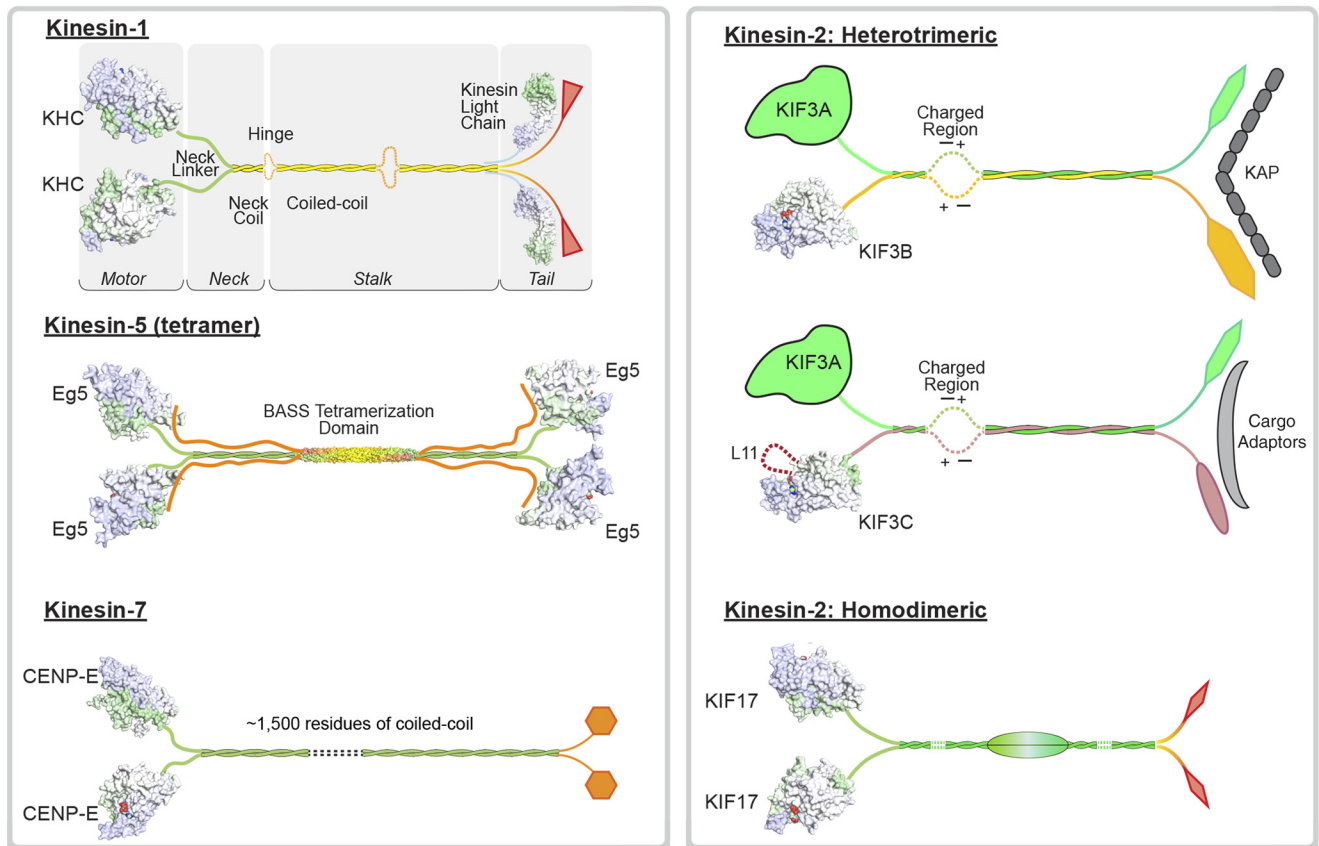 Kinesin-1
KHC
KHC
Neck
Linker
Hinge
Neck
Coil
Coiled-coil
Kinesin
Light
Chain
Motor
Neck
Stalk
Tail
Kinesin-5 (tetramer)
Eg5
Eg5
BASS Tetramerization
Domain
Eg5
Eg5
Kinesin-7
CENP-E
CENP-E
~1,500 residues of coiled-coil
Kinesin-2: Heterotrimeric
KIF3A
KIF3B
Charged
Region
− +
+ −
KAP
KIF3A
L11
KIF3C
Charged
Region
− +
+ −
Cargo
Adaptors
Kinesin-2: Homodimeric
KIF17
KIF17